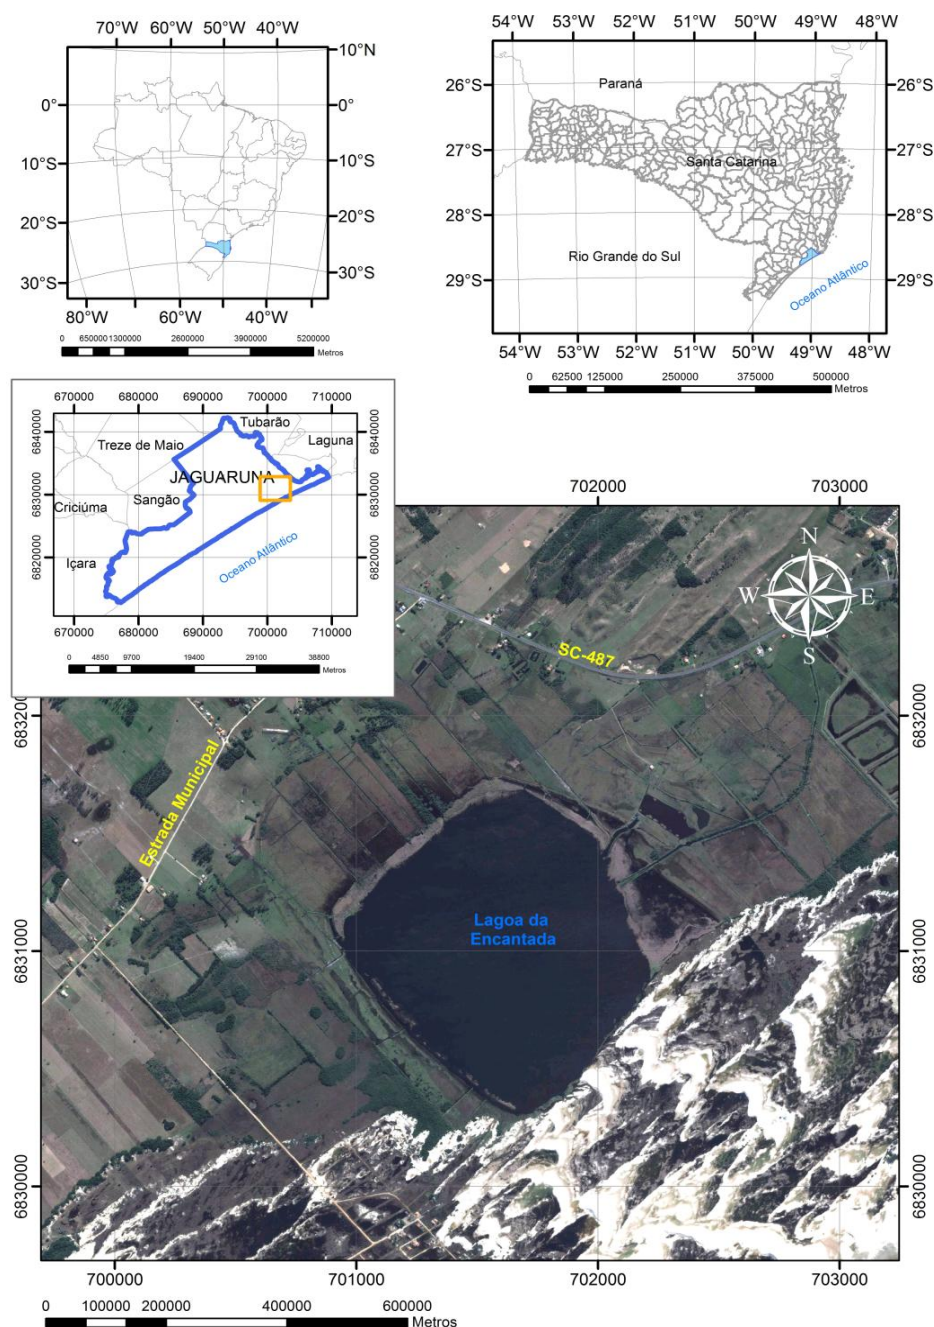 70°W 60°W 50°W 40°W
10°N
0° 0°
10°S 10°S
20°S 20°S
30°S 30°S
80°W 60°W 40°W
0 650000 1300000 2600000 3900000 5200000
Metros
54°W 53°W 52°W 51°W 50°W 49°W 48°W
Paraná
26°S 26°S
27°S 27°S
Santa Catarina
28°S 28°S
Rio Grande do Sul
29°S 29°S
Oceano Atlântico
54°W 53°W 52°W 51°W 50°W 49°W 48°W
0 62500 125000 250000 375000 500000
Metros
670000 680000 690000 700000 710000
6840000 6840000
Tubarão
Treze de Maio
Laguna
JAGUARUNA
Sangão
6830000 6830000
Criciúma
Içara
6820000 6820000
Oceano Atlântico
670000 680000 690000 700000 710000
0 4850 9700 19400 29100 38800
Metros
702000 703000
N
W E
S
SC-487
6832000 6832000
Estrada Municipal
Lagoa da
Encantada
6831000 6831000
6830000 6830000
700000 701000 702000 703000
0 100000 200000 400000 600000
Metros